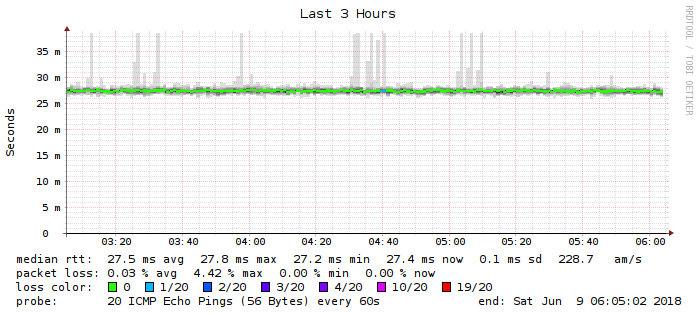 Last 3 Hours
RRDTOOL / TOBI OETIKER
Seconds
35 m
30 m
25 m
20 m
15 m
10 m
5 m
0
03:20 03:40 04:00 04:20 04:40 05:00 05:20 05:40 06:00
median rtt: 27.5 ms avg 27.8 ms max 27.2 ms min 27.4 ms now 0.1 ms sd 228.7 am/s
packet loss: 0.03 % avg 4.42 % max 0.00 % min 0.00 % now
loss color: 0 1/20 2/20 3/20 4/20 10/20 19/20
probe: 20 ICMP Echo Pings (56 Bytes) every 60s end: Sat Jun 9 06:05:02 2018